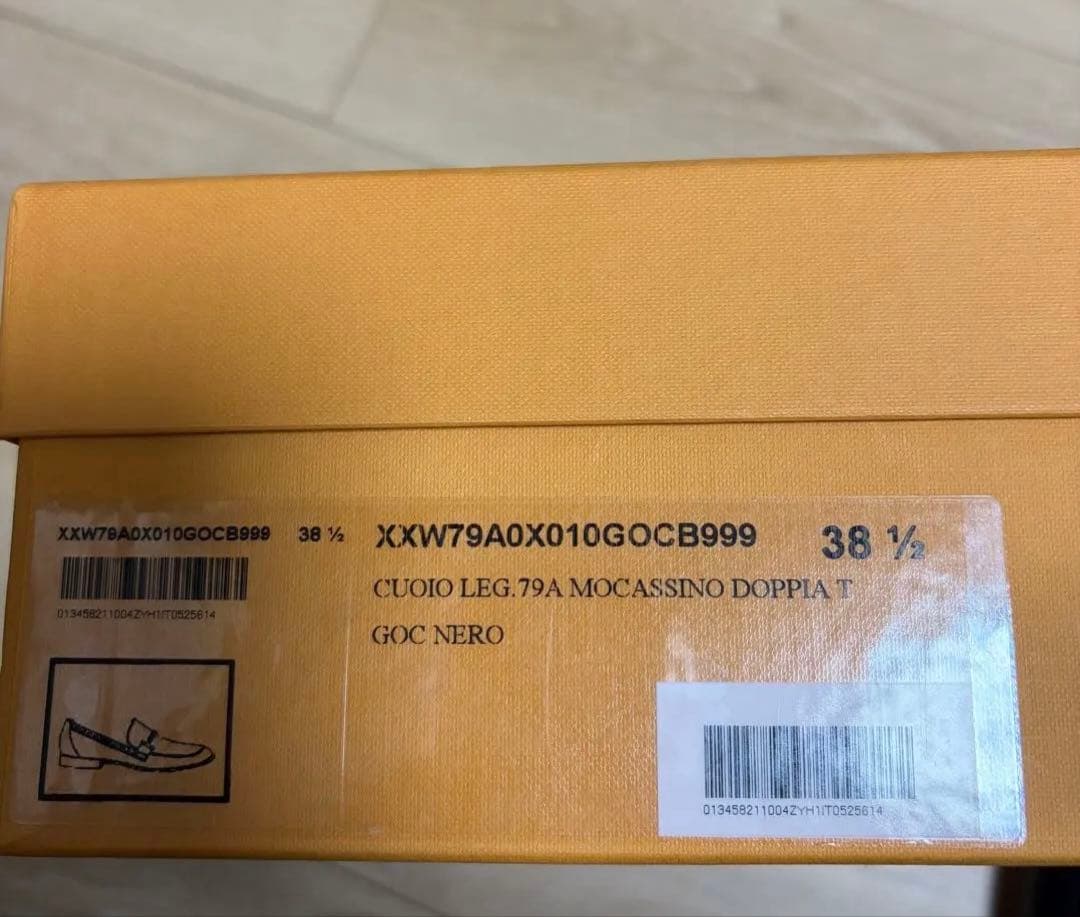 XXW79A0X010GOCB999 38 ½
013458211004ZYH1IT0525614
XXW79A0X010GOCB999 38 ½
CUOIO LEG.79A MOCASSINO DOPPIA T
GOC NERO
013458211004ZYH1IT0525614